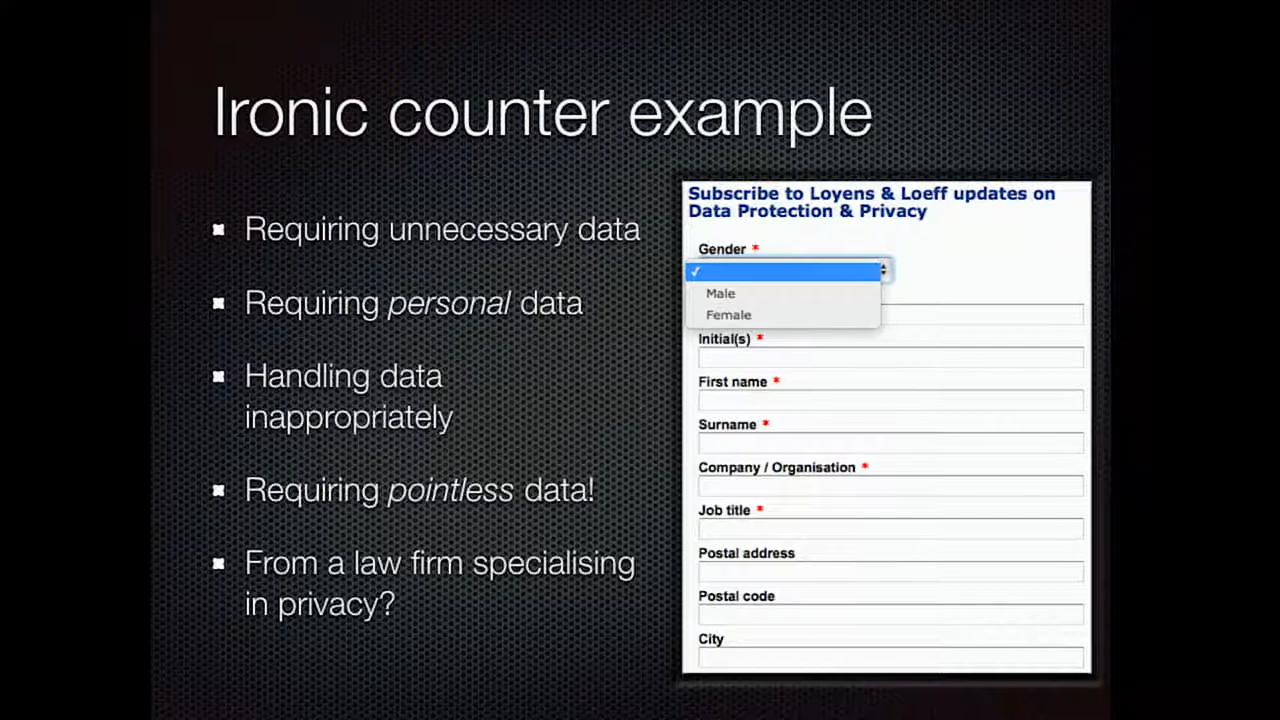 Ironic counter example
Requiring unnecessary data
Requiring personal data
Handling data
inappropriately
Requiring pointless data!
From a law firm specialising
in privacy?
Subscribe to Loyens & Loeff updates on
Data Protection & Privacy
Gender *
✓
Male
Female
Initial(s) *
First name *
Surname *
Company / Organisation *
Job title *
Postal address
Postal code
City